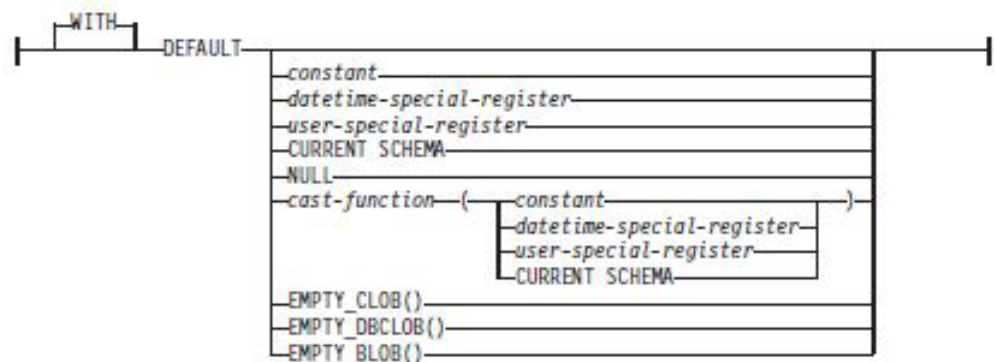 WITH
DEFAULT
constant
datetime-special-register
user-special-register
CURRENT SCHEMA
NULL
cast-function ( constant )
datetime-special-register
user-special-register
CURRENT SCHEMA
EMPTY_CLOB()
EMPTY_DBCLOB()
EMPTY_BLOB()